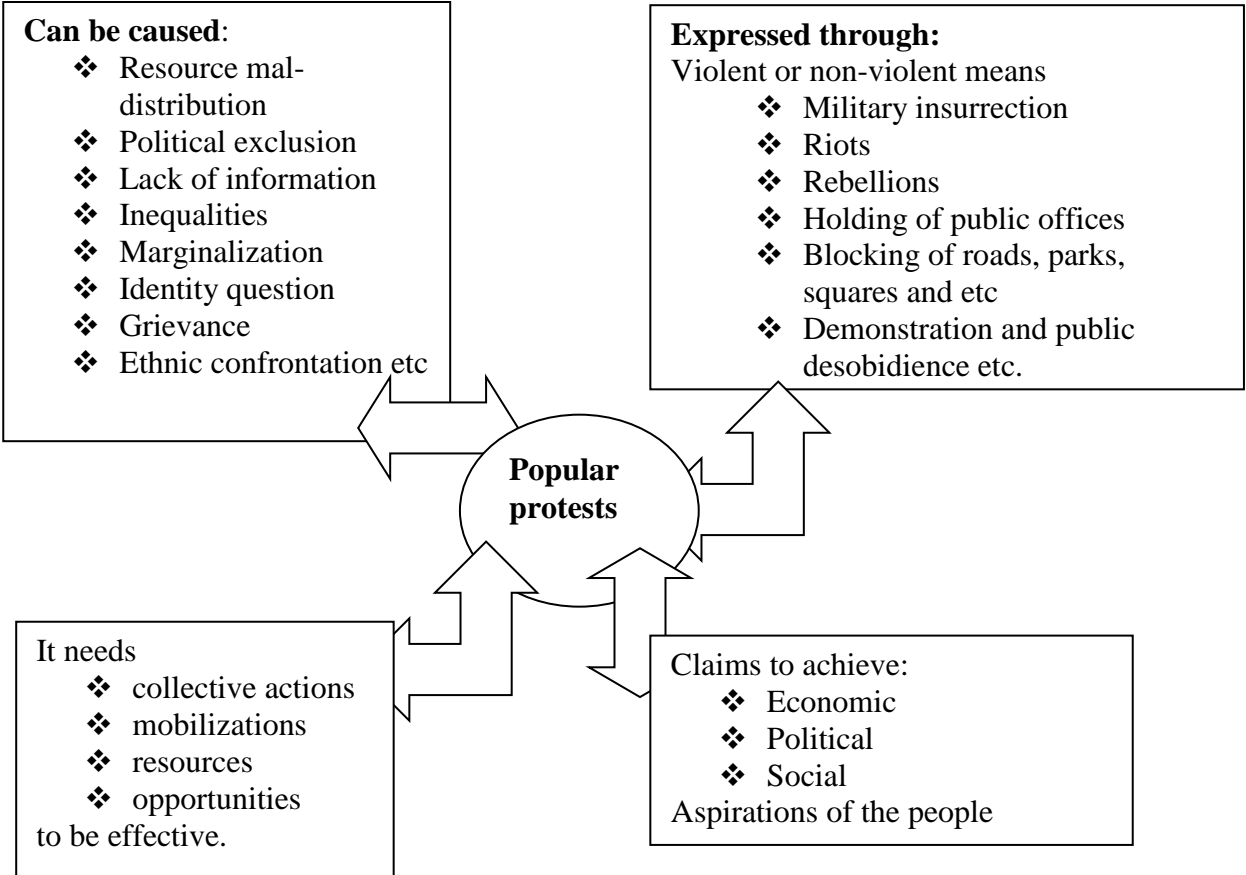 Can be caused:
❖ Resource mal-
distribution
❖ Political exclusion
❖ Lack of information
❖ Inequalities
❖ Marginalization
❖ Identity question
❖ Grievance
❖ Ethnic confrontation etc
Expressed through:
Violent or non-violent means
❖ Military insurrection
❖ Riots
❖ Rebellions
❖ Holding of public offices
❖ Blocking of roads, parks,
squares and etc
❖ Demonstration and public
desobidience etc.
Popular
protests
It needs
❖ collective actions
❖ mobilizations
❖ resources
❖ opportunities
to be effective.
Claims to achieve:
❖ Economic
❖ Political
❖ Social
Aspirations of the people